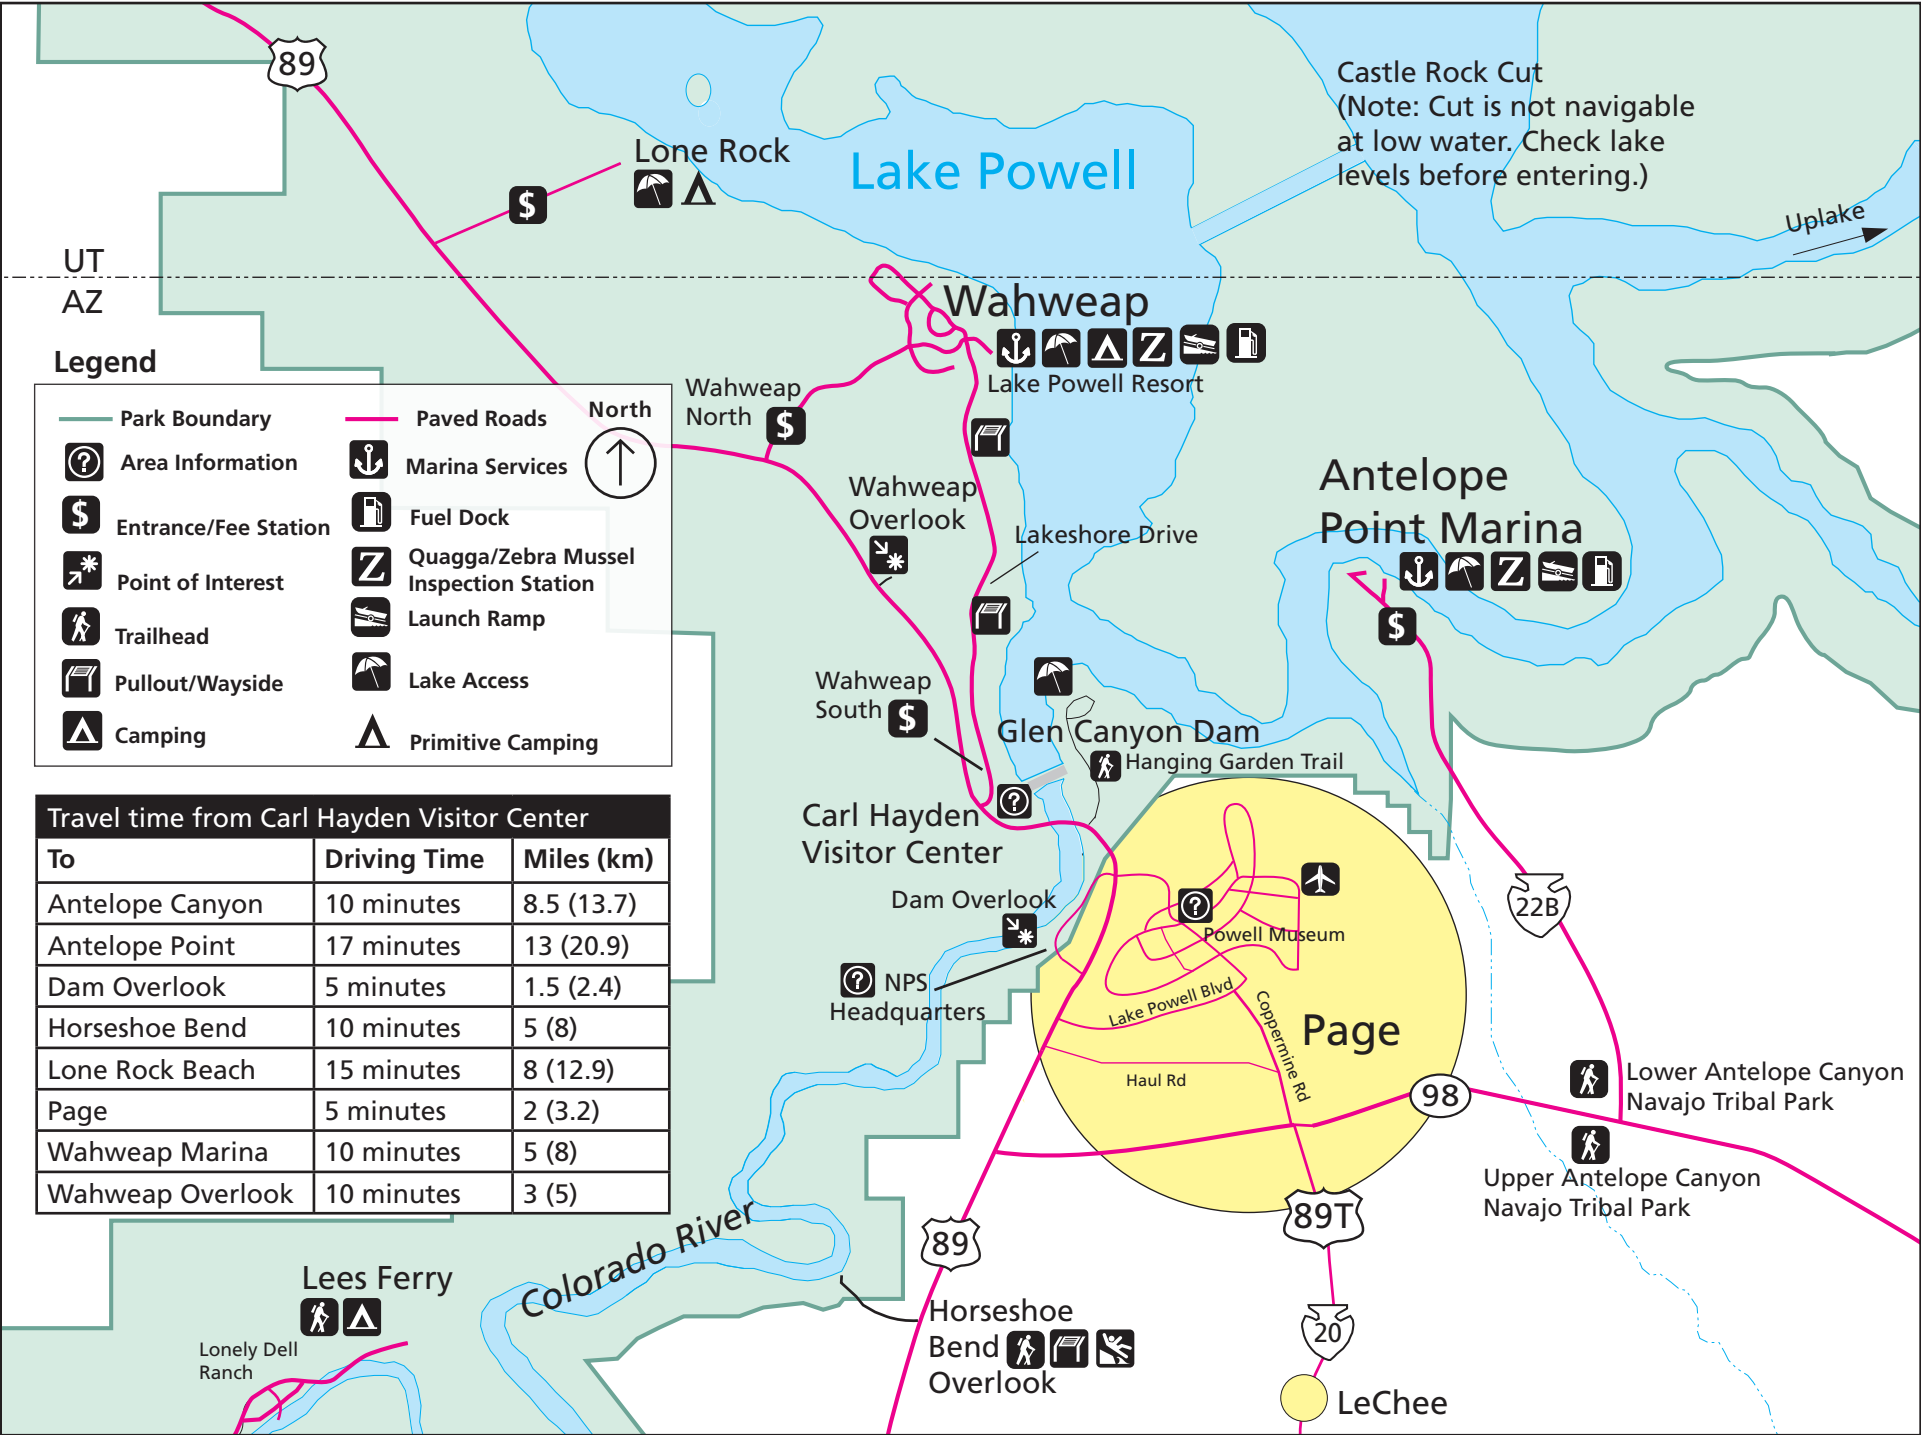 89
Castle Rock Cut
(Note: Cut is not navigable
at low water. Check lake
levels before entering.)
Lone Rock
$
Lake Powell
Uplake
UT
AZ
Wahweap
Z
Lake Powell Resort
Legend
Park Boundary
? Area Information
$ Entrance/Fee Station
Point of Interest
Trailhead
Pullout/Wayside
Camping
Paved Roads
Marina Services
Fuel Dock
Z Quagga/Zebra Mussel
Inspection Station
Launch Ramp
Lake Access
Primitive Camping
North
Wahweap
North $
Wahweap
Overlook
Lakeshore Drive
Antelope
Point Marina
Z
$
Wahweap
South $
Glen Canyon Dam
Hanging Garden Trail
?
Carl Hayden
Visitor Center
Travel time from Carl Hayden Visitor Center
To Driving Time Miles (km)
Antelope Canyon 10 minutes 8.5 (13.7)
Antelope Point 17 minutes 13 (20.9)
Dam Overlook 5 minutes 1.5 (2.4)
Horseshoe Bend 10 minutes 5 (8)
Lone Rock Beach 15 minutes 8 (12.9)
Page 5 minutes 2 (3.2)
Wahweap Marina 10 minutes 5 (8)
Wahweap Overlook 10 minutes 3 (5)
Dam Overlook
? NPS
Headquarters
?
Powell Museum
22B
Lake Powell Blvd
Coppermine Rd
Page
Haul Rd
98
Lower Antelope Canyon
Navajo Tribal Park
Upper Antelope Canyon
Navajo Tribal Park
89T
89
Colorado River
Lees Ferry
Lonely Dell
Ranch
Horseshoe
Bend
Overlook
20
LeChee